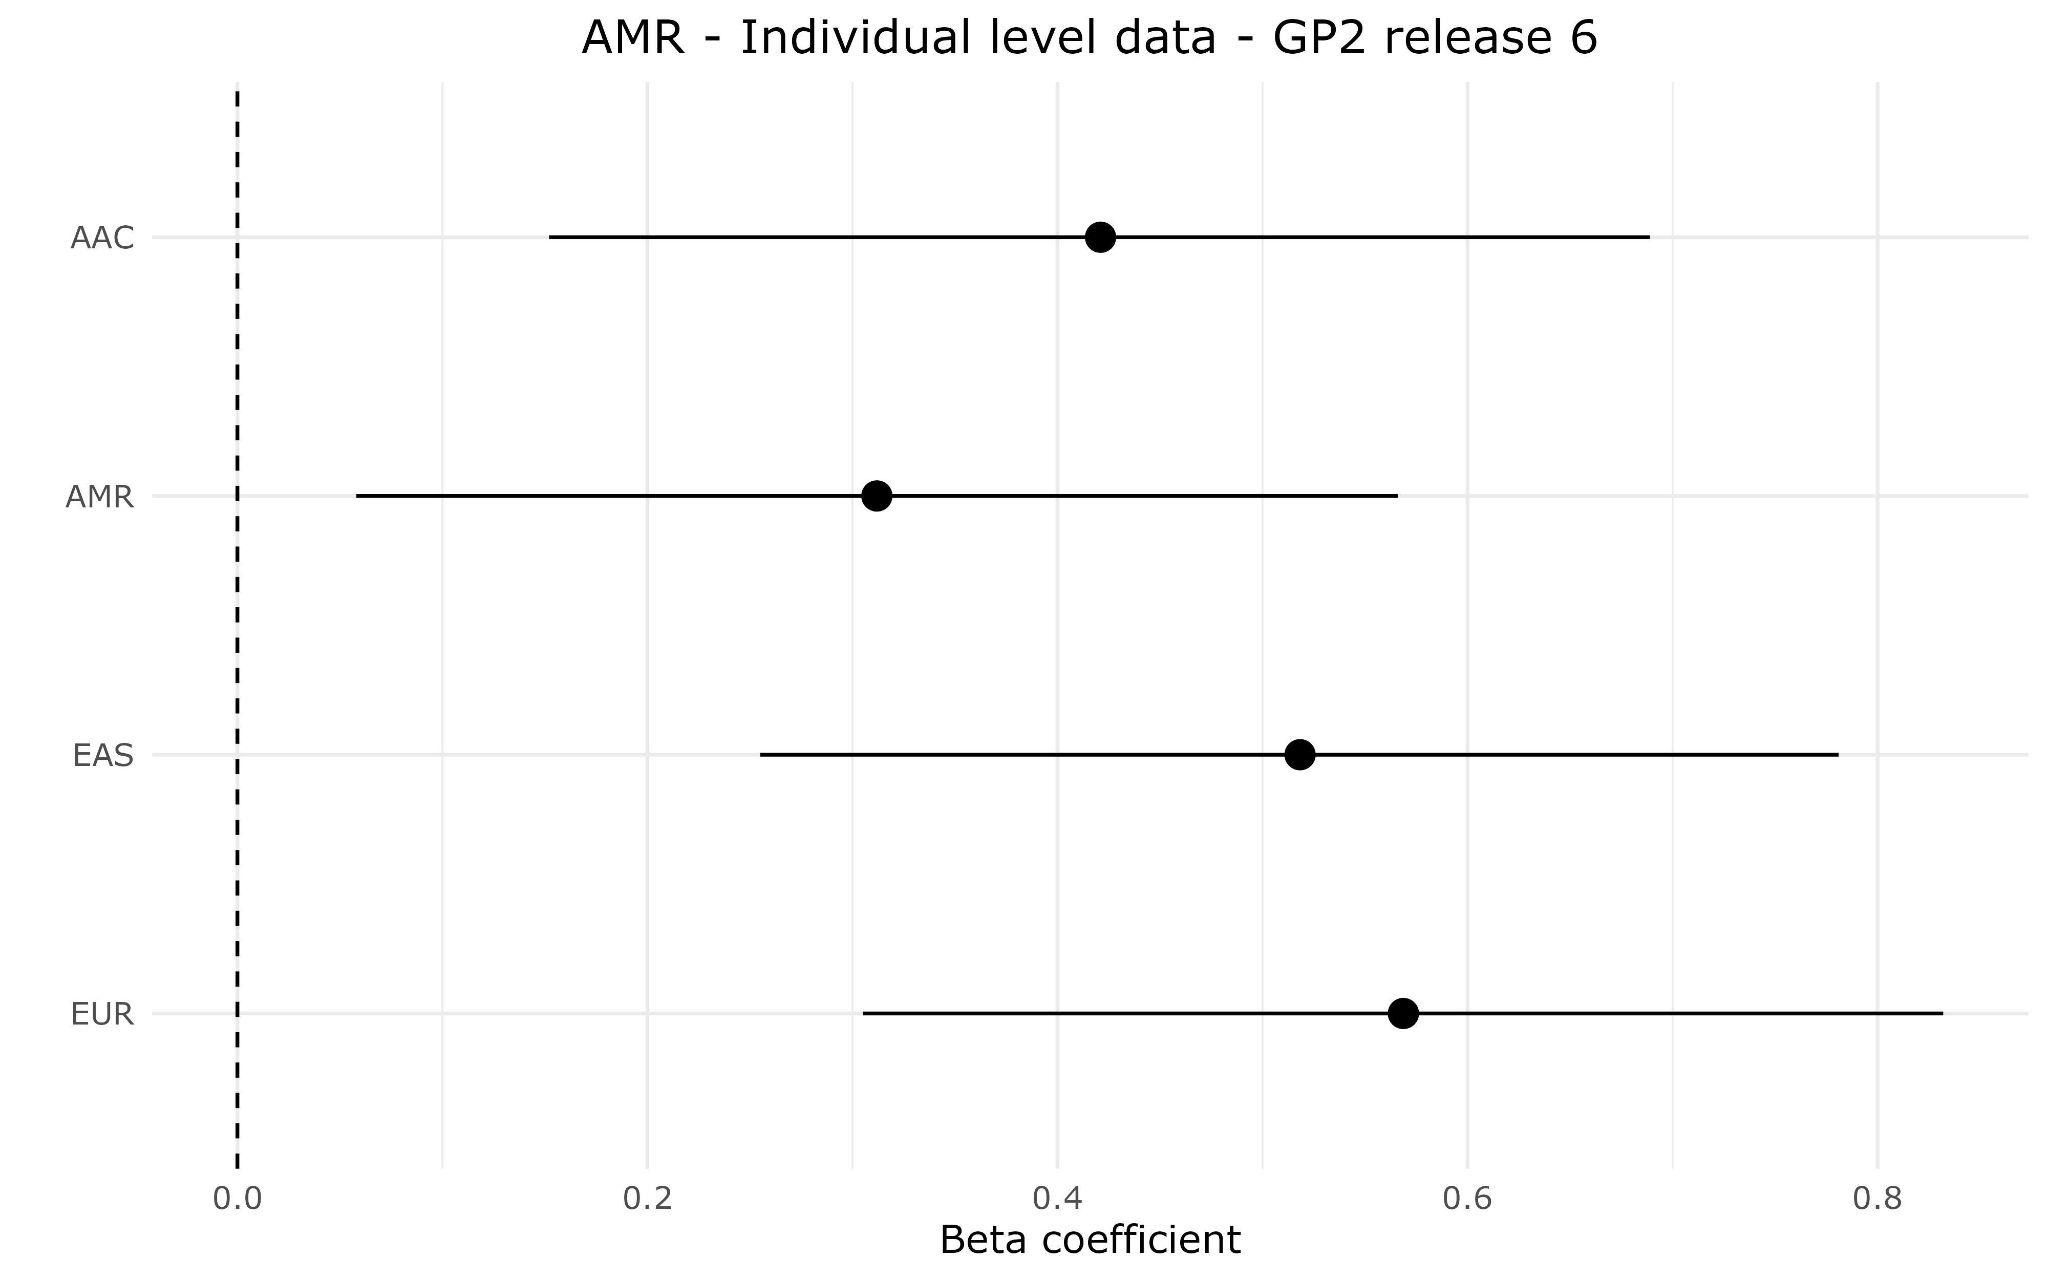 AMR - Individual level data - GP2 release 6
AAC
AMR
EAS
EUR
0.0 0.2 0.4 0.6 0.8
Beta coefficient